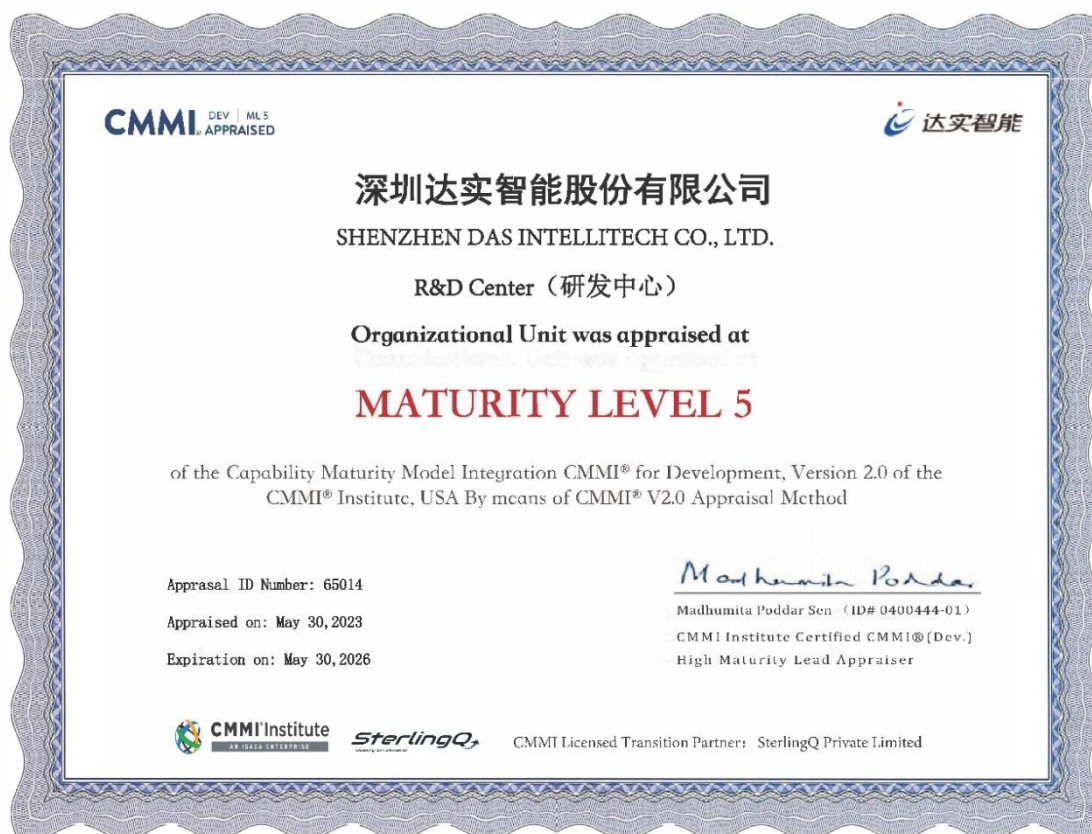 CMMI® DEV | ML 5
APPRAISED
达实智能
深圳达实智能股份有限公司
SHENZHEN DAS INTELLITECH CO., LTD.
R&D Center（研发中心）
Organizational Unit was appraised at
MATURITY LEVEL 5
of the Capability Maturity Model Integration CMMI® for Development, Version 2.0 of the
CMMI® Institute, USA By means of CMMI® V2.0 Appraisal Method
Apprasal ID Number: 65014
Appraised on: May 30,2023
Expiration on: May 30,2026
Madhumita Poddar
Madhumita Poddar Sen （ID# 0400444-01）
CMMI Institute Certified CMMI®(Dev.)
High Maturity Lead Appraiser
CMMI® Institute
AN ISACA ENTERPRISE
SterlingQ
Quality On Demand
CMMI Licensed Transition Partner: SterlingQ Private Limited